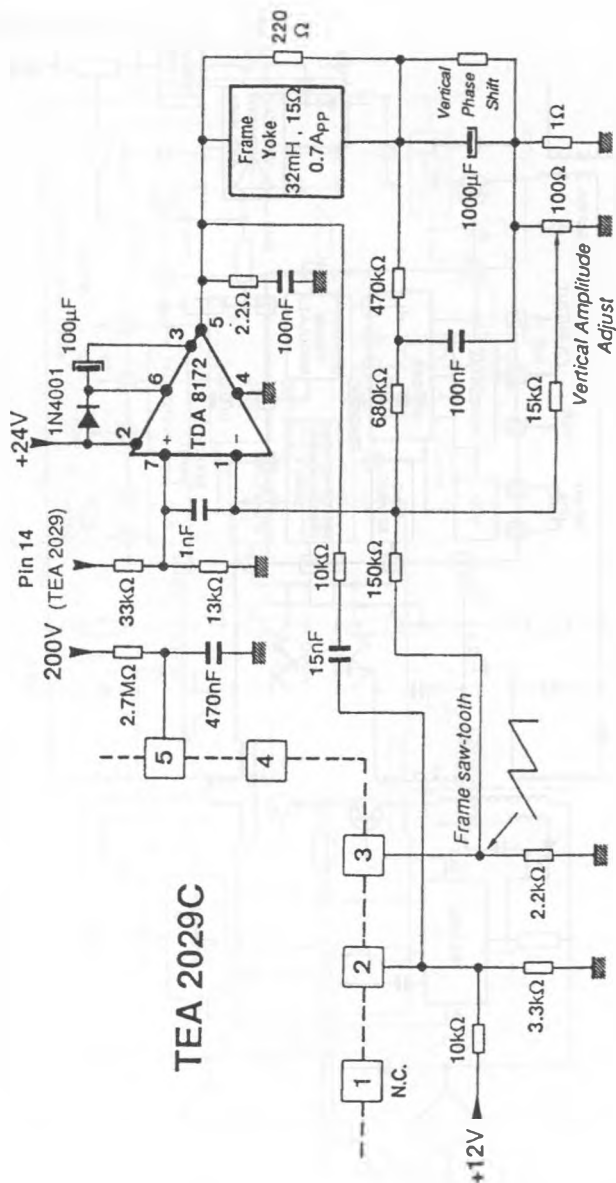 TEA 2029C
1
N.C.
2
3
4
5
+12V
10kΩ
3.3kΩ
2.2kΩ
Frame saw-tooth
200V
Pin 14
(TEA 2029)
+24V
2.7MΩ
470nF
33kΩ
13kΩ
1nF
15nF
10kΩ
150kΩ
1N4001
100μF
2
7
+
1
-
6
3
5
4
TDA 8172
2.2Ω
100nF
Frame
Yoke
32mH , 15Ω
0.7APP
220
Ω
680kΩ
470kΩ
100nF
1000μF
Vertical
Phase
Shift
15kΩ
100Ω
1Ω
Vertical Amplitude
Adjust